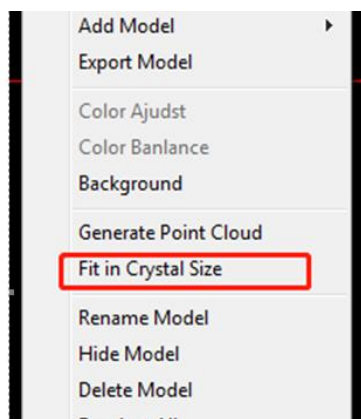 Add Model
Export Model
Color Ajudst
Color Banlance
Background
Generate Point Cloud
Fit in Crystal Size
Rename Model
Hide Model
Delete Model